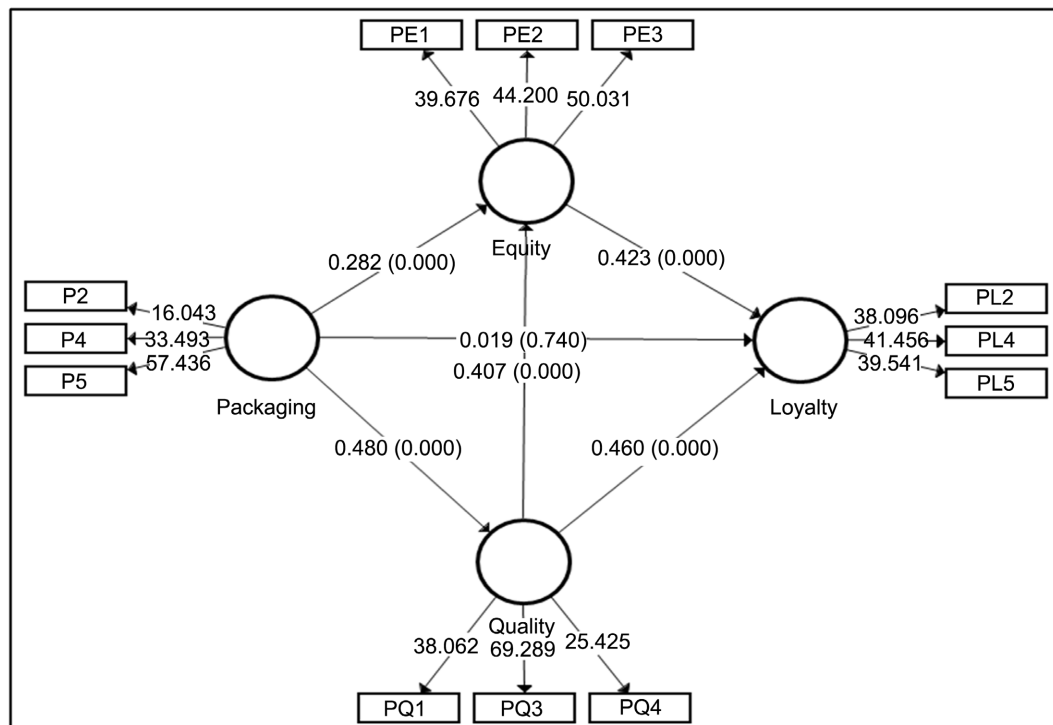 PE1 PE2 PE3
39.676 44.200 50.031
Equity
0.282 (0.000) 0.423 (0.000)
P2 16.043
P4 33.493
P5 57.436
Packaging
0.019 (0.740)
0.407 (0.000)
38.096 PL2
41.456 PL4
39.541 PL5
Loyalty
0.480 (0.000) 0.460 (0.000)
Quality
38.062 69.289 25.425
PQ1 PQ3 PQ4